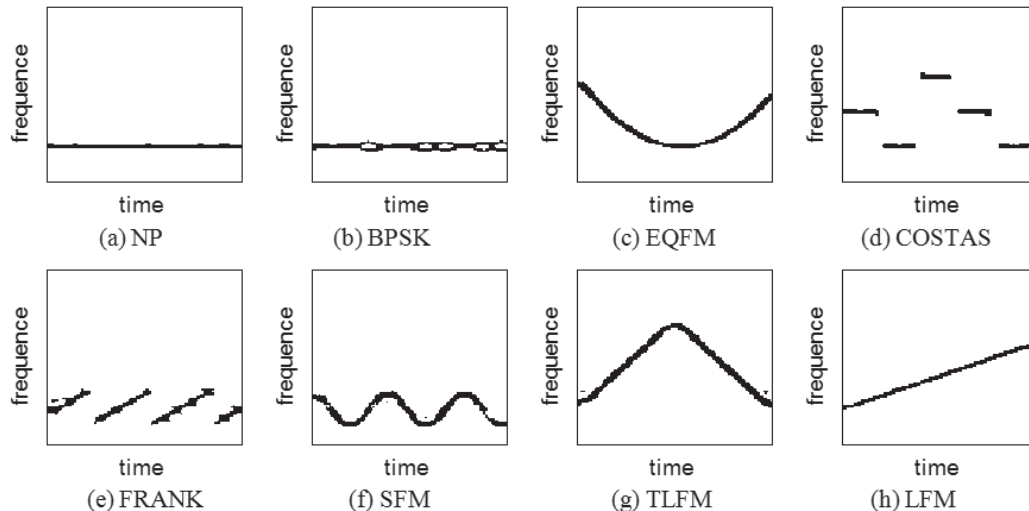 frequence
frequence
frequence
frequence
time
time
time
time
(a) NP
(b) BPSK
(c) EQFM
(d) COSTAS
frequence
frequence
frequence
frequence
time
time
time
time
(e) FRANK
(f) SFM
(g) TLFM
(h) LFM